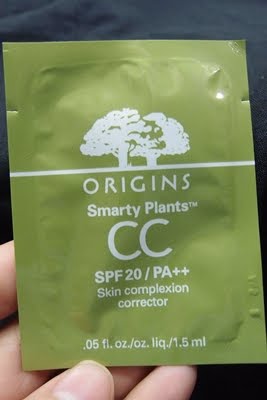 ORIGINS
Smarty Plants™
CC
SPF 20 / PA++
Skin complexion
corrector
.05 fl. oz./oz. liq./1.5 ml